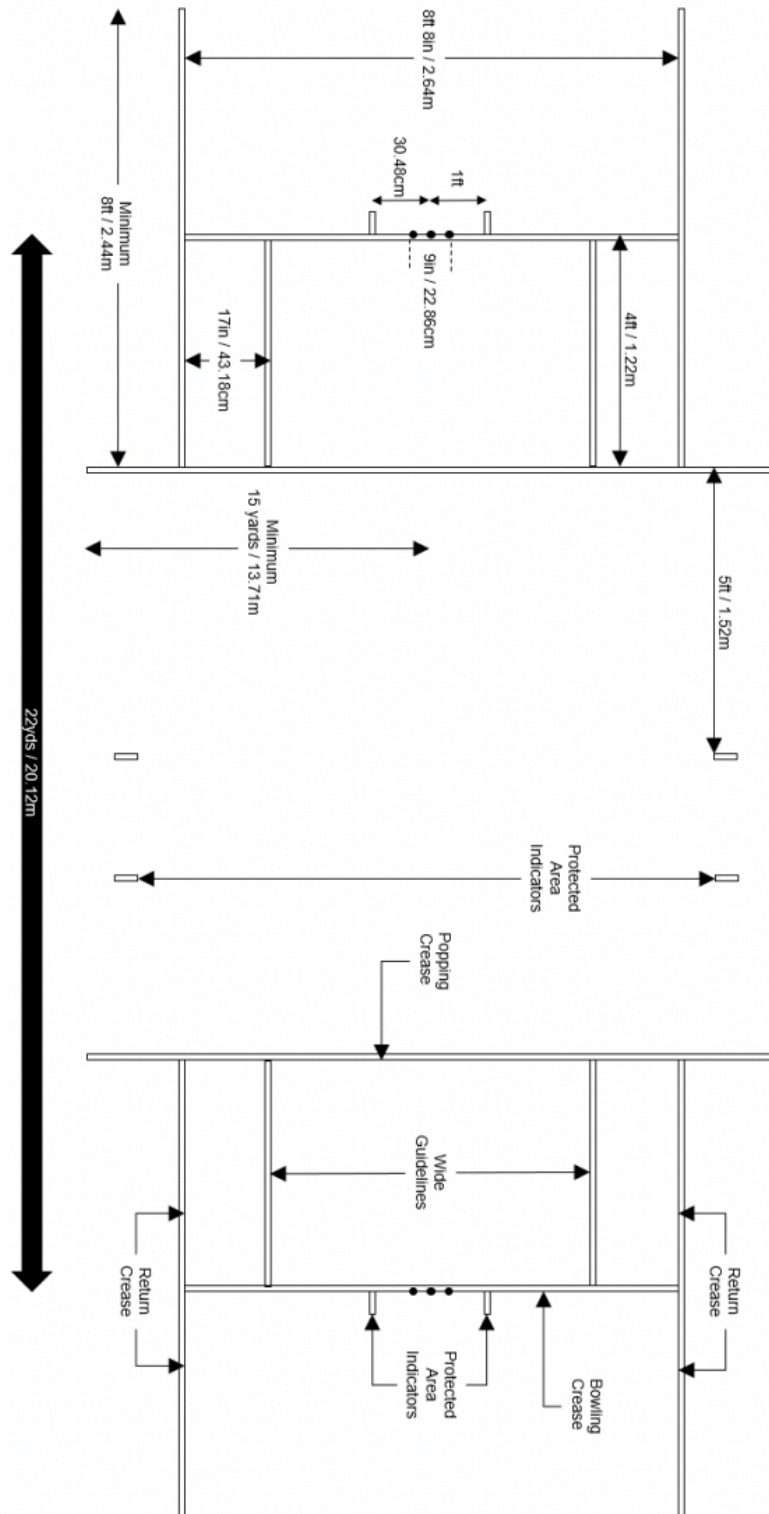 8ft 8in / 2.64m
30.48cm
1ft
Minimum
8ft / 2.44m
9in / 22.86cm
17in / 43.18cm
4ft / 1.22m
Minimum
15 yards / 13.71m
5ft / 1.52m
22yds / 20.12m
Protected
Area
Indicators
Popping
Crease
Wide
Guidelines
Return
Crease
Return
Crease
Protected
Area
Indicators
Bowling
Crease